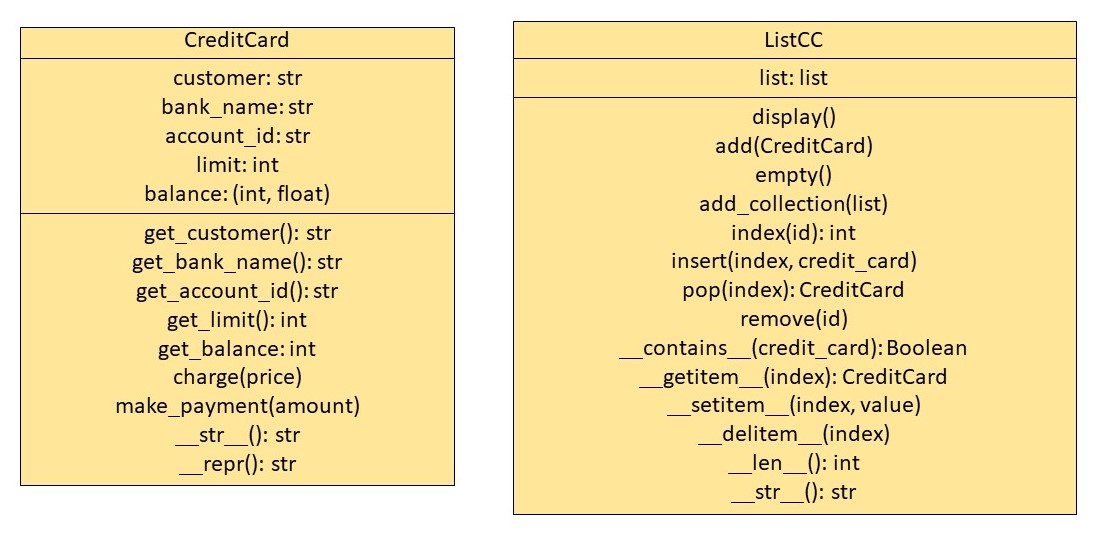 CreditCard
customer: str
bank_name: str
account_id: str
limit: int
balance: (int, float)
get_customer(): str
get_bank_name(): str
get_account_id(): str
get_limit(): int
get_balance: int
charge(price)
make_payment(amount)
__str__(): str
__repr(): str
ListCC
list: list
display()
add(CreditCard)
empty()
add_collection(list)
index(id): int
insert(index, credit_card)
pop(index): CreditCard
remove(id)
__contains__(credit_card): Boolean
__getitem__(index): CreditCard
__setitem__(index, value)
__delitem__(index)
__len__(): int
__str__(): str